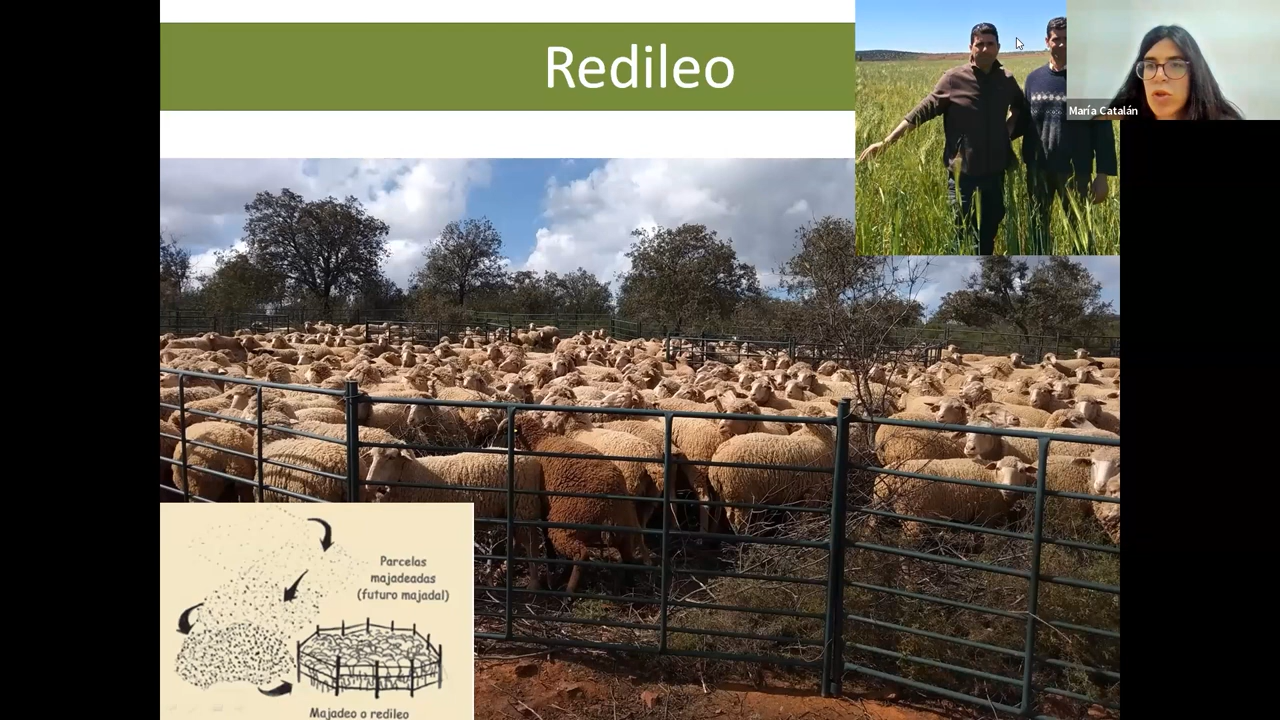 Redileo
María Catalán
Parcelas
majadeadas
(futuro majadal)
Majadeo o redileo